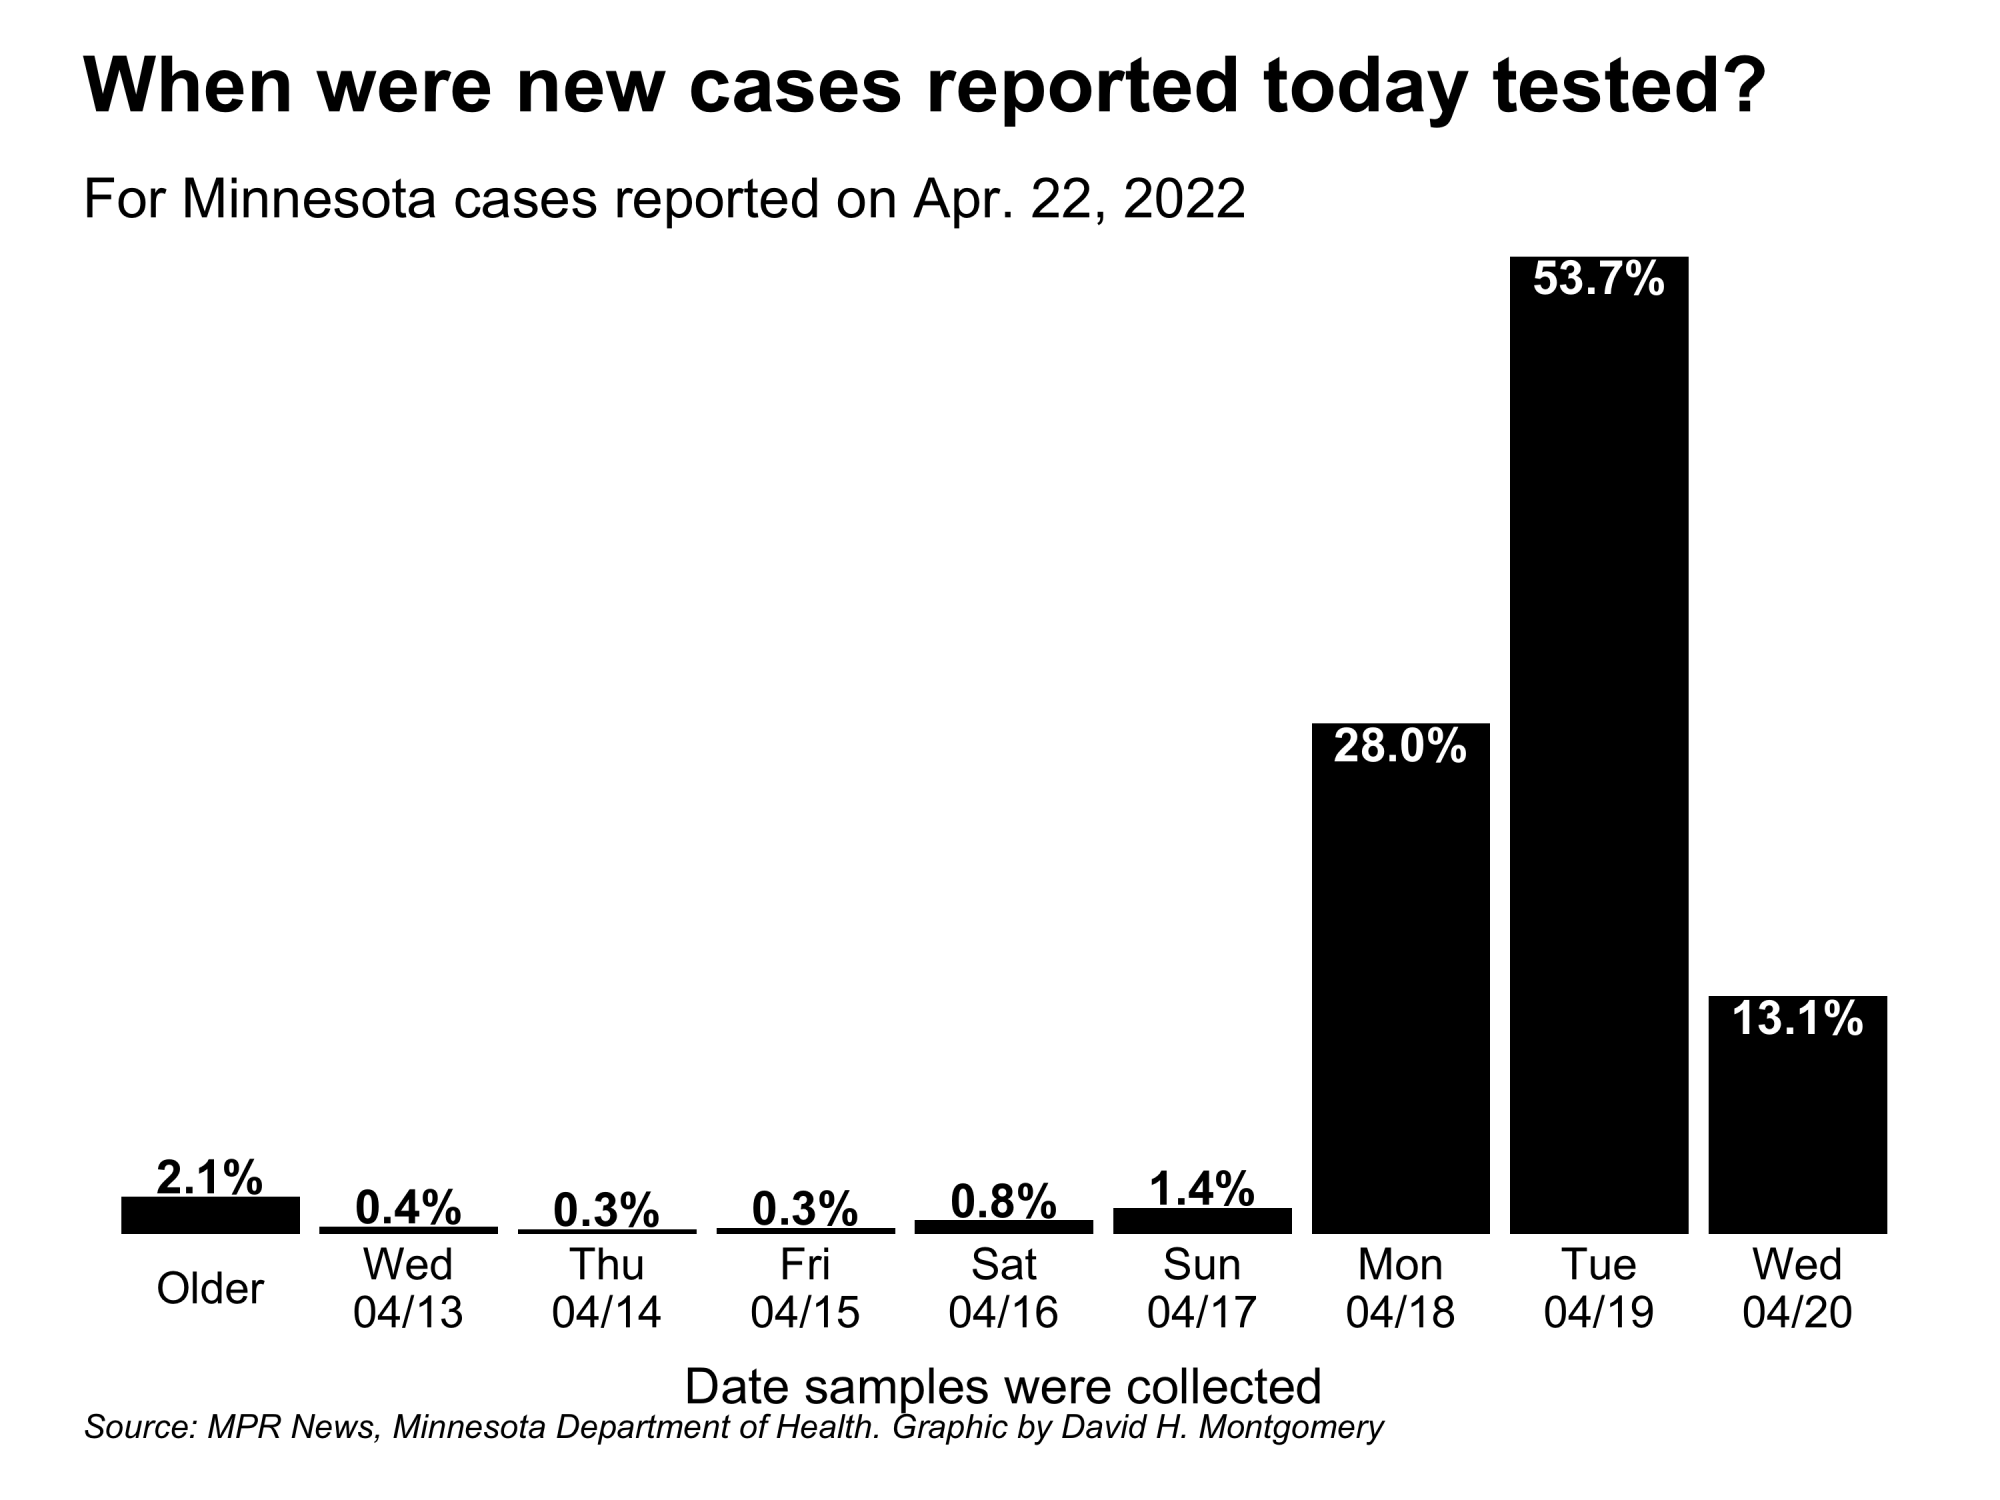 When were new cases reported today tested?
For Minnesota cases reported on Apr. 22, 2022
53.7%
28.0%
13.1%
2.1%
0.4%
0.3%
0.3%
0.8%
1.4%
Older
Wed
04/13
Thu
04/14
Fri
04/15
Sat
04/16
Sun
04/17
Mon
04/18
Tue
04/19
Wed
04/20
Date samples were collected
Source: MPR News, Minnesota Department of Health. Graphic by David H. Montgomery